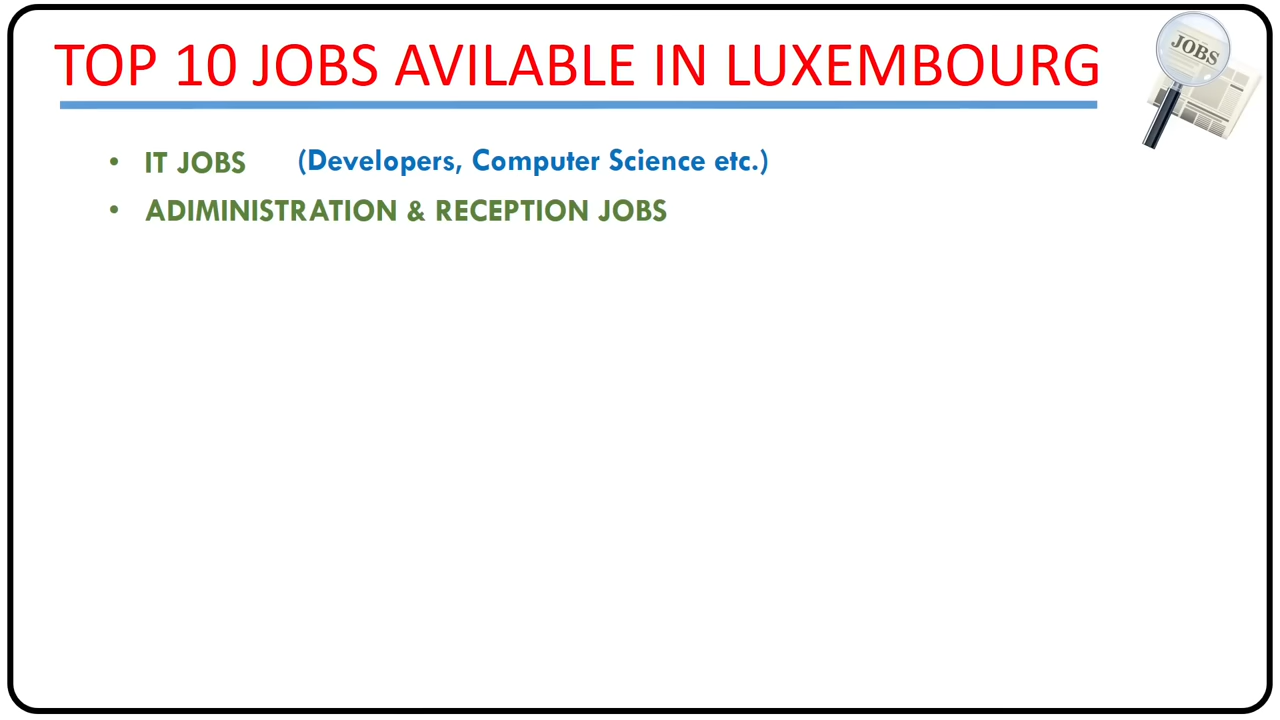 TOP 10 JOBS AVILABLE IN LUXEMBOURG
JOBS
• IT JOBS (Developers, Computer Science etc.)
• ADIMINISTRATION & RECEPTION JOBS